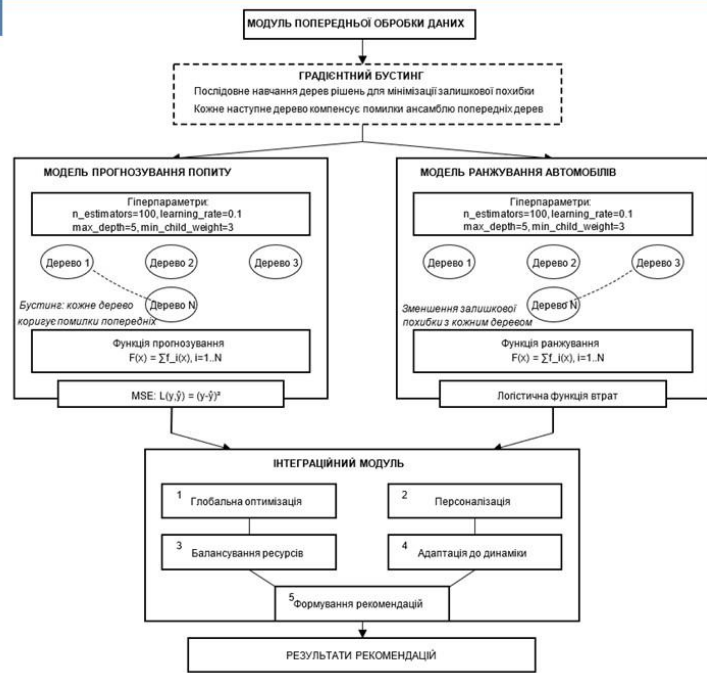 МОДУЛЬ ПОПЕРЕДНЬОЇ ОБРОБКИ ДАНИХ
ГРАДІЄНТНИЙ БУСТИНГ
Послідовне навчання дерев рішень для мінімізації залишкової похибки
Кожне наступне дерево компенсує помилки ансамблю попередніх дерев
МОДЕЛЬ ПРОГНОЗУВАННЯ ПОПИТУ
Гіперпараметри:
n_estimators=100, learning_rate=0.1
max_depth=5, min_child_weight=3
Дерево 1
Дерево 2
Дерево 3
Дерево N
Бустинг: кожне дерево
коригує помилки попередніх
Функція прогнозування
F(x) = ∑f_i(x), i=1..N
MSE: L(y,ŷ) = (y-ŷ)²
МОДЕЛЬ РАНЖУВАННЯ АВТОМОБІЛІВ
Гіперпараметри:
n_estimators=100, learning_rate=0.1
max_depth=5, min_child_weight=3
Дерево 1
Дерево 2
Дерево 3
Дерево N
Зменшення залишкової
похибки з кожним деревом
Функція ранжування
F(x) = ∑f_i(x), i=1..N
Логістична функція втрат
ІНТЕГРАЦІЙНИЙ МОДУЛЬ
1 Глобальна оптимізація
2 Персоналізація
3 Балансування ресурсів
4 Адаптація до динаміки
5 Формування рекомендацій
РЕЗУЛЬТАТИ РЕКОМЕНДАЦІЙ